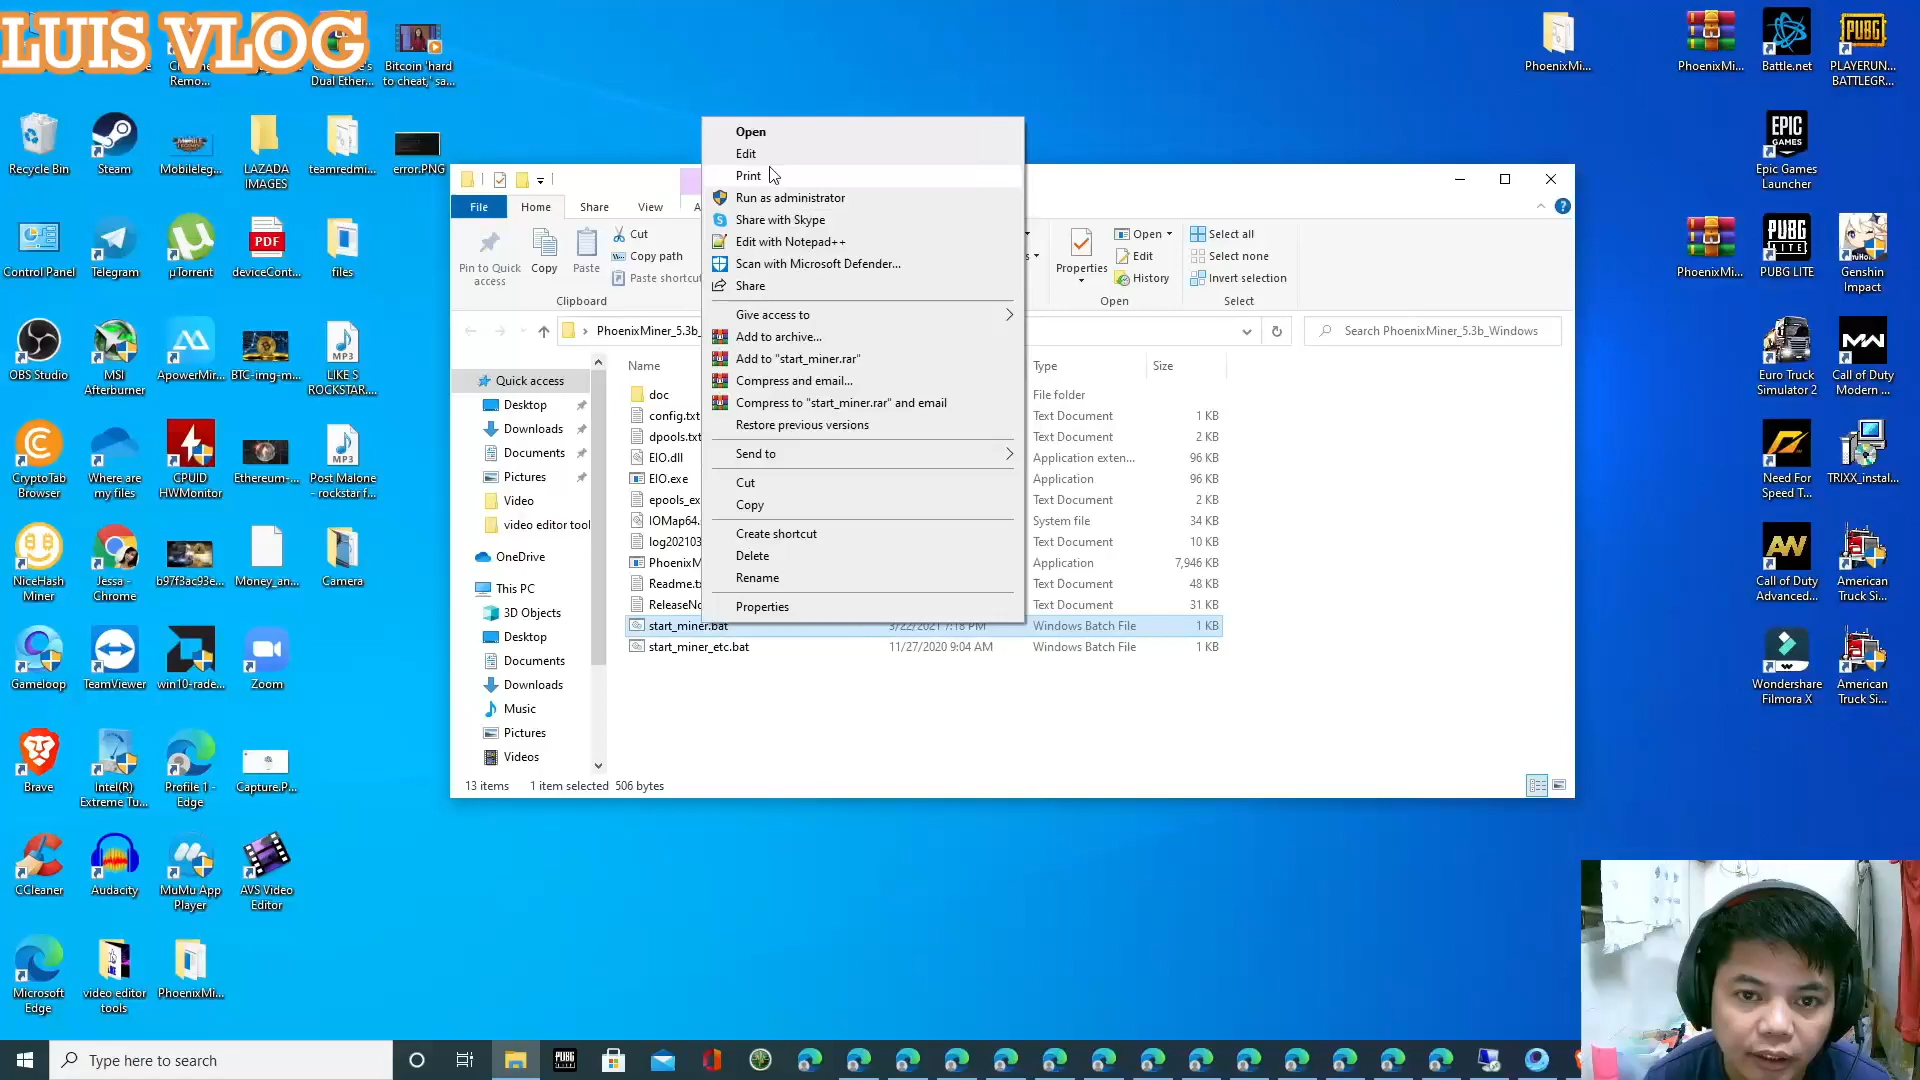 LUIS VLOG
Remo...
Dual Ether...
Bitcoin 'hard
to cheat,' sa...
PhoenixMi...
PhoenixMi...
Battle.net
PLAYERUN...
BATTLEGR...
Recycle Bin
Steam
Mobileleg...
LAZADA
IMAGES
teamredmi...
error.PNG
EPIC
GAMES
Epic Games
Launcher
Control Panel
Telegram
µTorrent
PDF
deviceCont...
files
PhoenixMi...
PUBG LITE
Genshin
Impact
OBS Studio
MSI
Afterburner
ApowerMir...
BTC-img-m...
LIKE S
ROCKSTAR...
Euro Truck
Simulator 2
Call of Duty
Modern ...
CryptoTab
Browser
Where are
my files
CPUID
HWMonitor
Ethereum-...
Post Malone
- rockstar f...
Need For
Speed T...
TRIXX_instal...
NiceHash
Miner
Jessa -
Chrome
b97f3ac93e...
Money_an...
Camera
Call of Duty
Advanced...
American
Truck Si...
Gameloop
TeamViewer
win10-rade...
Zoom
Wondershare
Filmora X
American
Truck Si...
Brave
Intel(R)
Extreme Tu...
Profile 1 -
Edge
Capture.P...
CCleaner
Audacity
MuMu App
Player
AVS Video
Editor
Microsoft
Edge
video editor
tools
PhoenixMi...
File
Home
Share
View
Pin to Quick
access
Copy
Paste
Cut
Copy path
Paste shortcu
Clipboard
Properties
Open
Edit
History
Open
Select all
Select none
Invert selection
Select
PhoenixMiner_5.3b_
Search PhoenixMiner_5.3b_Windows
Quick access
Desktop
Downloads
Documents
Pictures
Video
video editor tool
OneDrive
This PC
3D Objects
Desktop
Documents
Downloads
Music
Pictures
Videos
Name Type Size
doc File folder
config.txt Text Document 1 KB
dpools.txt Text Document 2 KB
EIO.dll Application exten... 96 KB
EIO.exe Application 96 KB
epools_ex Text Document 2 KB
IOMap64. System file 34 KB
log202103 Text Document 10 KB
PhoenixM Application 7,946 KB
Readme.tx Text Document 48 KB
ReleaseNo Text Document 31 KB
start_miner.bat 3/22/2021 7:18 PM Windows Batch File 1 KB
start_miner_etc.bat 11/27/2020 9:04 AM Windows Batch File 1 KB
13 items 1 item selected 506 bytes
Open
Edit
Print
Run as administrator
Share with Skype
Edit with Notepad++
Scan with Microsoft Defender...
Share
Give access to
Add to archive...
Add to "start_miner.rar"
Compress and email...
Compress to "start_miner.rar" and email
Restore previous versions
Send to
Cut
Copy
Create shortcut
Delete
Rename
Properties
Type here to search